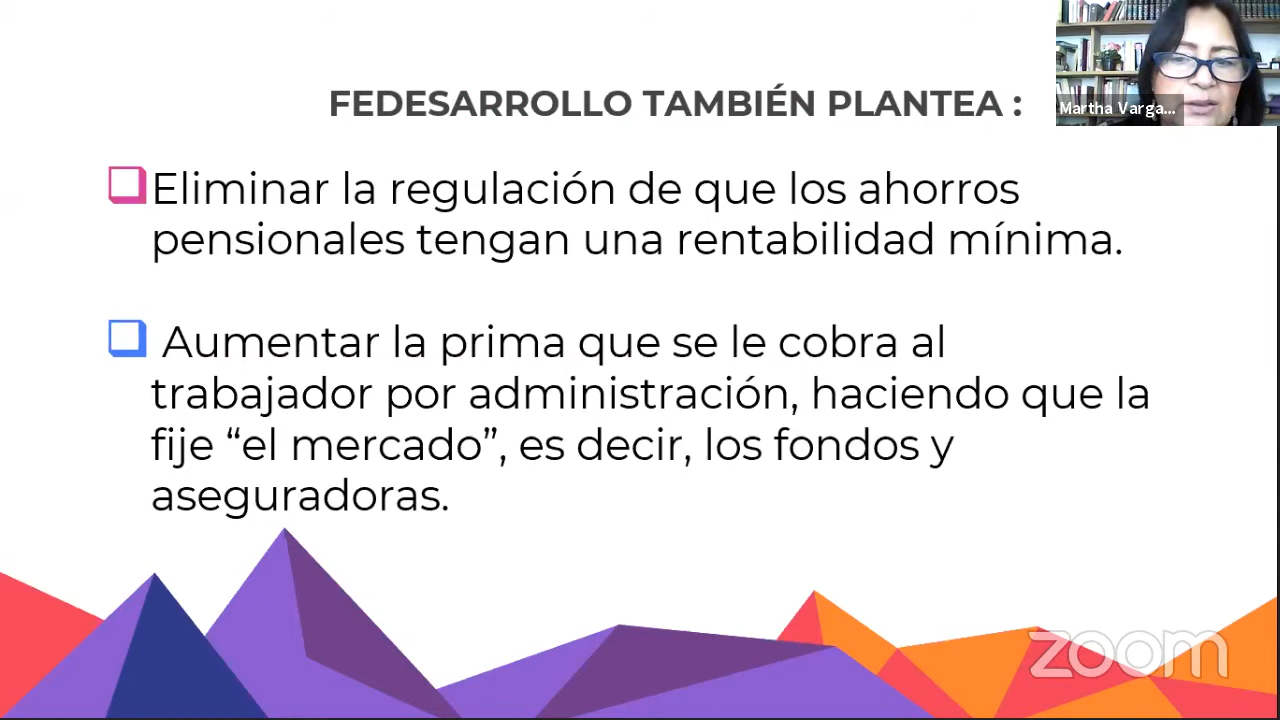 FEDESARROLLO TAMBIÉN PLANTEA :
Martha Varga...
Eliminar la regulación de que los ahorros
pensionales tengan una rentabilidad mínima.
Aumentar la prima que se le cobra al
trabajador por administración, haciendo que la
fije “el mercado”, es decir, los fondos y
aseguradoras.
zoom